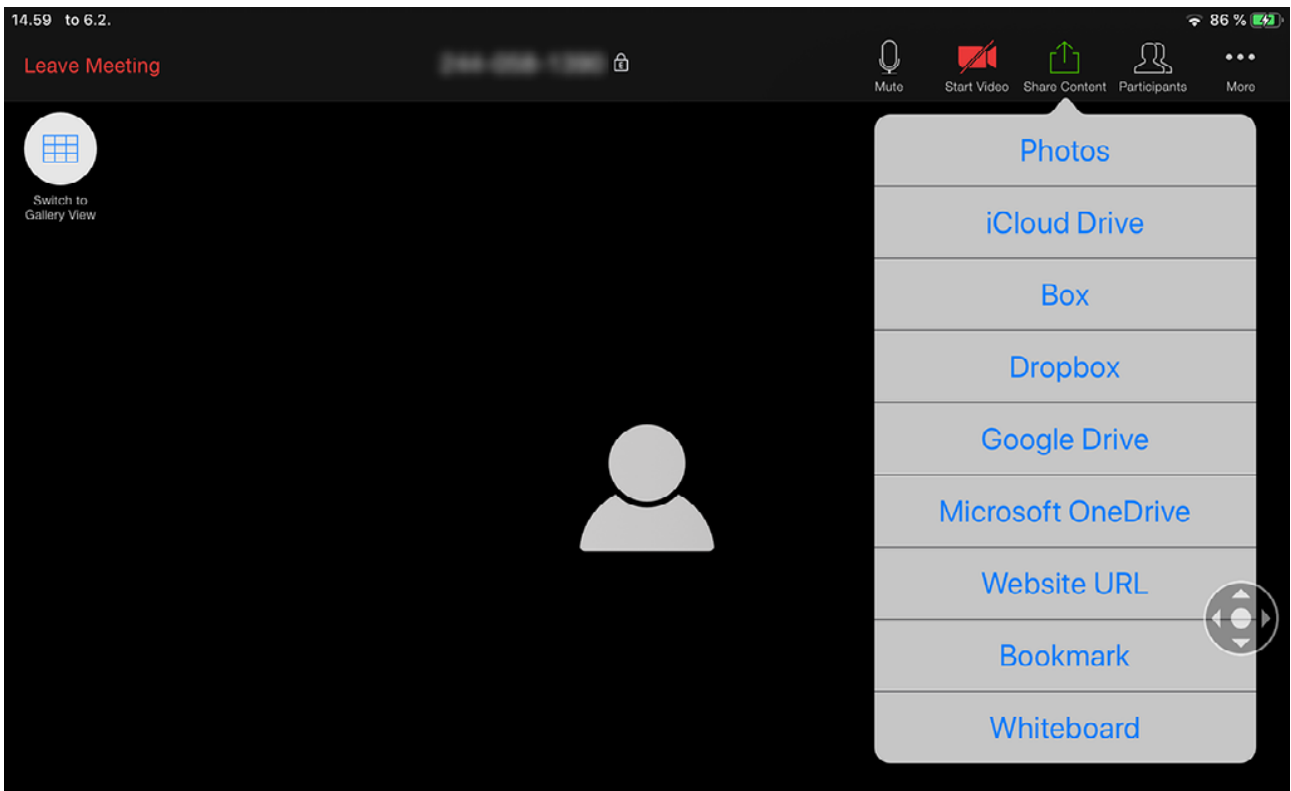 14.59 to 6.2.
86 %
Leave Meeting
Mute
Start Video
Share Content
Participants
More
Switch to
Gallery View
Photos
iCloud Drive
Box
Dropbox
Google Drive
Microsoft OneDrive
Website URL
Bookmark
Whiteboard